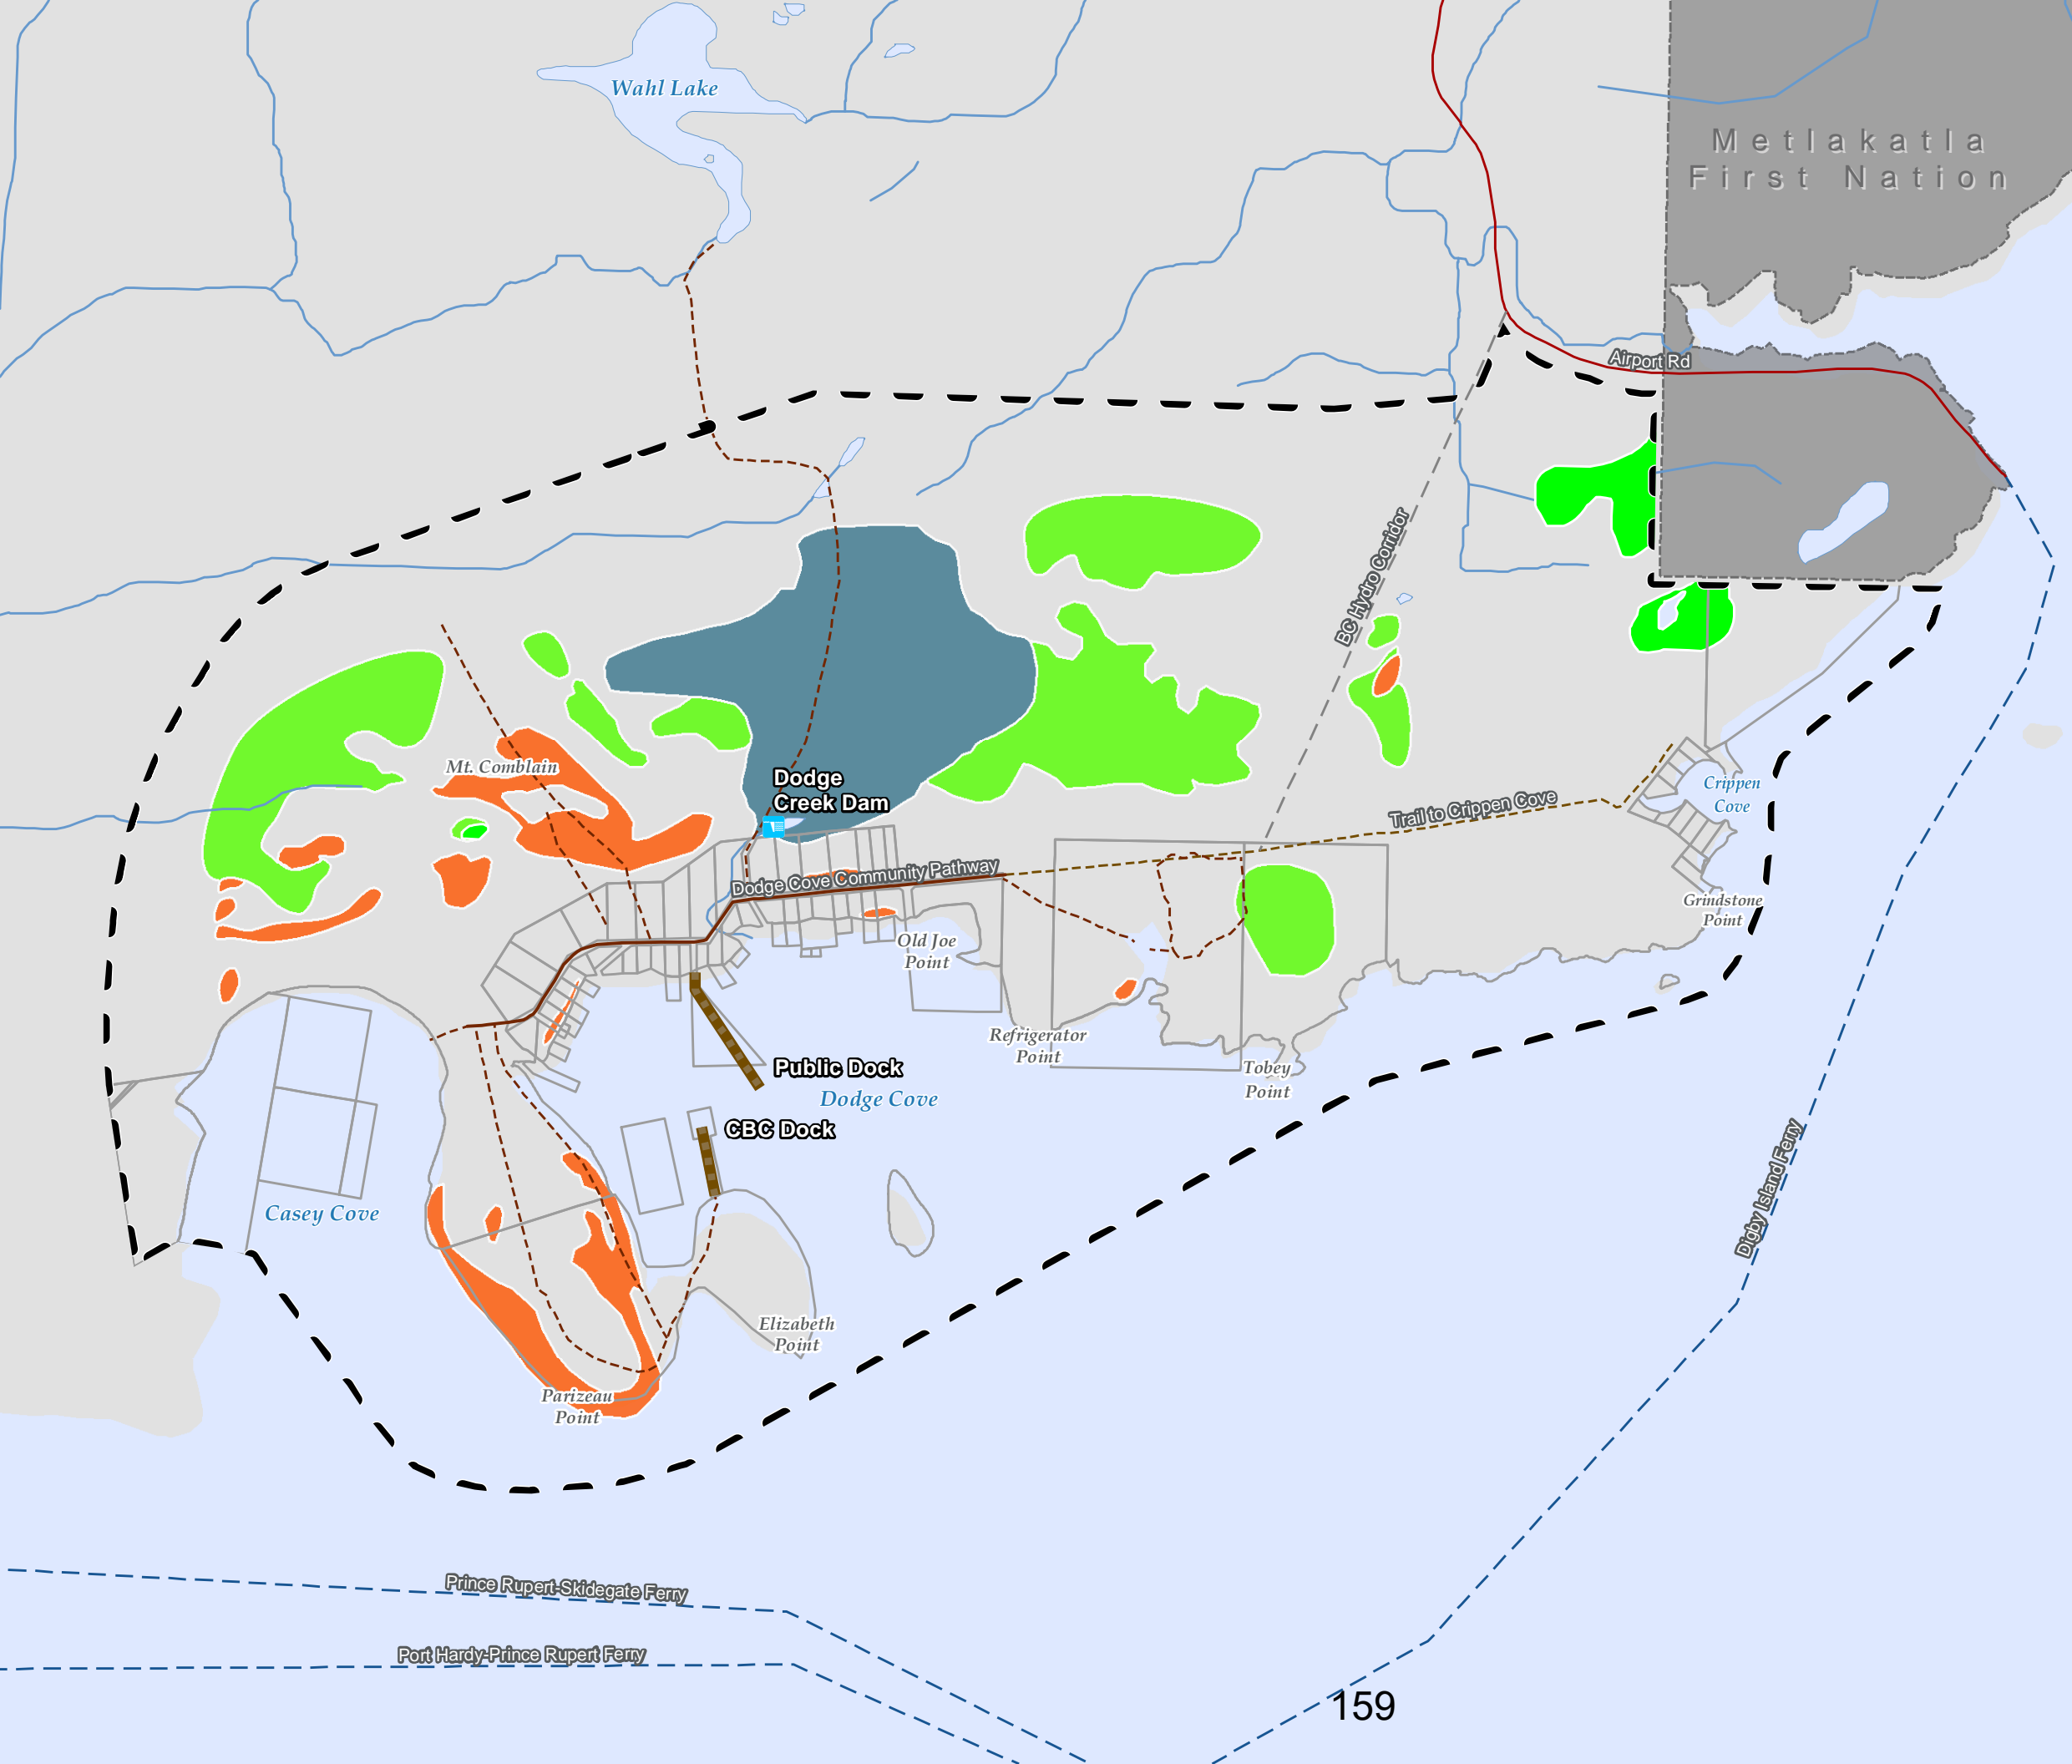 Wahl Lake
Metlakatla
First Nation
Airport Rd
BC Hydro Corridor
Mt. Comblain
Dodge
Creek Dam
Crippen
Cove
Trail to Crippen Cove
Dodge Cove Community Pathway
Grindstone
Point
Old Joe
Point
Refrigerator
Point
Tobey
Point
Public Dock
Dodge Cove
CBC Dock
Digby Island Ferry
Casey Cove
Elizabeth
Point
Parizeau
Point
Prince Rupert-Skidegate Ferry
Port Hardy-Prince Rupert Ferry
159